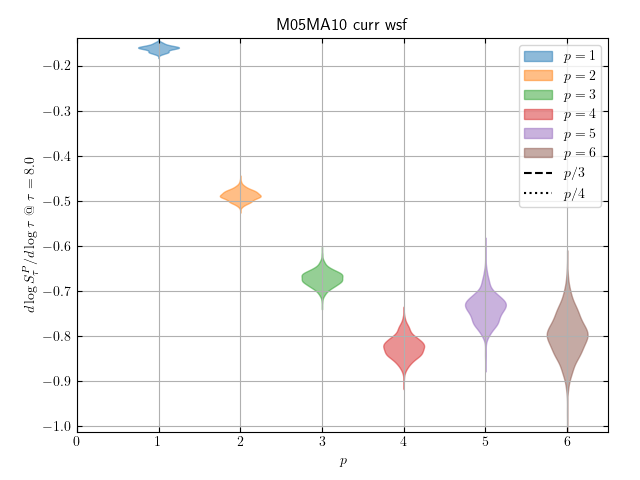 M05MA10 curr wsf
d log S_τ^P / d log τ @ τ = 8.0
−0.2
−0.3
−0.4
−0.5
−0.6
−0.7
−0.8
−0.9
−1.0
0 1 2 3 4 5 6
p
p = 1
p = 2
p = 3
p = 4
p = 5
p = 6
p/3
p/4